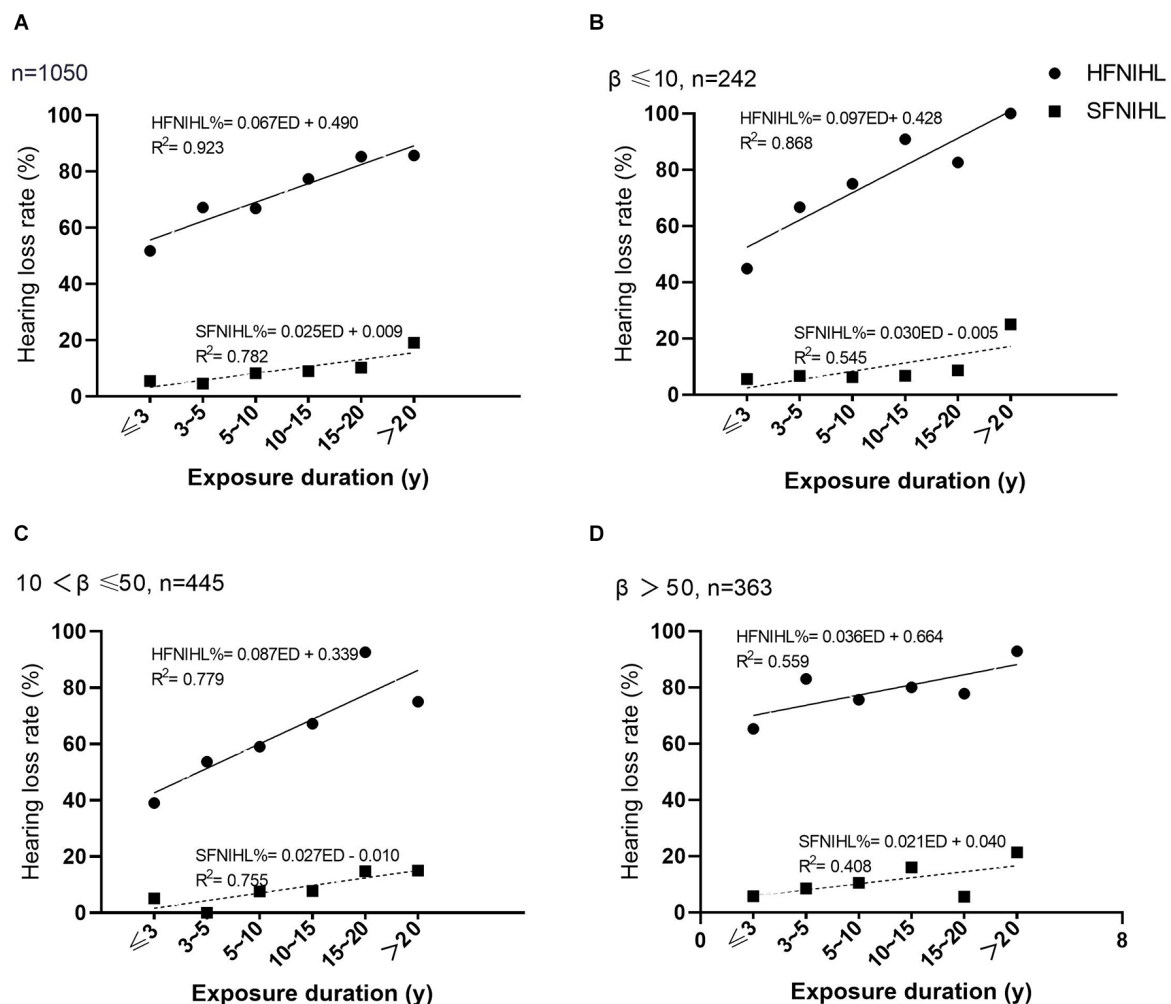 A
n=1050
HFNIHL%= 0.067ED + 0.490
R²= 0.923
SFNIHL%= 0.025ED + 0.009
R²= 0.782
Hearing loss rate (%)
100
80
60
40
20
0
≤3
3~5
5~10
10~15
15~20
>20
Exposure duration (y)
B
β ≤10, n=242
HFNIHL
SFNIHL
HFNIHL%= 0.097ED+ 0.428
R²= 0.868
SFNIHL%= 0.030ED - 0.005
R²= 0.545
Hearing loss rate (%)
100
80
60
40
20
0
≤3
3~5
5~10
10~15
15~20
>20
Exposure duration (y)
C
10 <β ≤50, n=445
HFNIHL%= 0.087ED + 0.339
R²= 0.779
SFNIHL%= 0.027ED - 0.010
R²= 0.755
Hearing loss rate (%)
100
80
60
40
20
0
≤3
3~5
5~10
10~15
15~20
>20
Exposure duration (y)
D
β > 50, n=363
HFNIHL%= 0.036ED + 0.664
R²= 0.559
SFNIHL%= 0.021ED + 0.040
R²= 0.408
Hearing loss rate (%)
100
80
60
40
20
0
0
≤3
3~5
5~10
10~15
15~20
>20
8
Exposure duration (y)